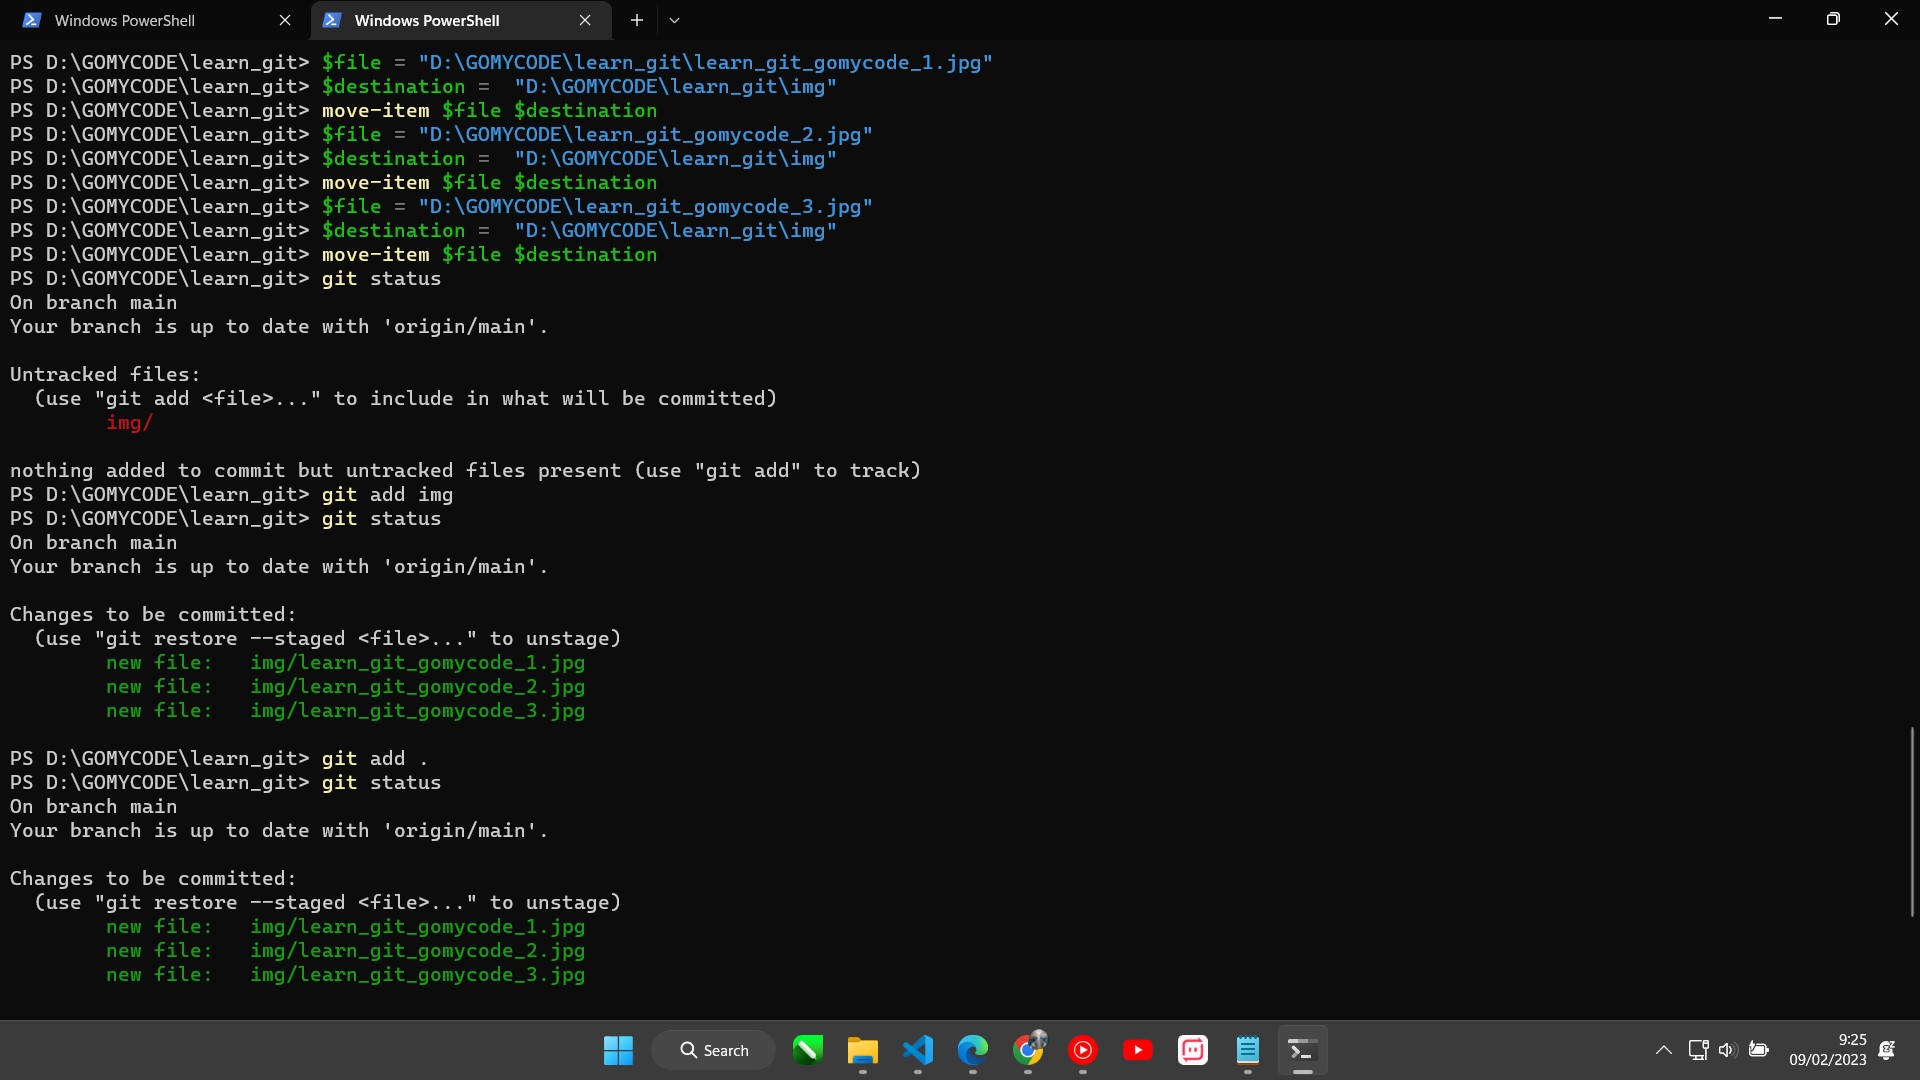 Windows PowerShell
Windows PowerShell
PS D:\GOMYCODE\learn_git> $file = "D:\GOMYCODE\learn_git\learn_git_gomycode_1.jpg"
PS D:\GOMYCODE\learn_git> $destination =  "D:\GOMYCODE\learn_git\img"
PS D:\GOMYCODE\learn_git> move-item $file $destination
PS D:\GOMYCODE\learn_git> $file = "D:\GOMYCODE\learn_git_gomycode_2.jpg"
PS D:\GOMYCODE\learn_git> $destination =  "D:\GOMYCODE\learn_git\img"
PS D:\GOMYCODE\learn_git> move-item $file $destination
PS D:\GOMYCODE\learn_git> $file = "D:\GOMYCODE\learn_git_gomycode_3.jpg"
PS D:\GOMYCODE\learn_git> $destination =  "D:\GOMYCODE\learn_git\img"
PS D:\GOMYCODE\learn_git> move-item $file $destination
PS D:\GOMYCODE\learn_git> git status
On branch main
Your branch is up to date with 'origin/main'.
Untracked files:
  (use "git add <file>..." to include in what will be committed)
        img/
nothing added to commit but untracked files present (use "git add" to track)
PS D:\GOMYCODE\learn_git> git add img
PS D:\GOMYCODE\learn_git> git status
On branch main
Your branch is up to date with 'origin/main'.
Changes to be committed:
  (use "git restore --staged <file>..." to unstage)
        new file:   img/learn_git_gomycode_1.jpg
        new file:   img/learn_git_gomycode_2.jpg
        new file:   img/learn_git_gomycode_3.jpg
PS D:\GOMYCODE\learn_git> git add .
PS D:\GOMYCODE\learn_git> git status
On branch main
Your branch is up to date with 'origin/main'.
Changes to be committed:
  (use "git restore --staged <file>..." to unstage)
        new file:   img/learn_git_gomycode_1.jpg
        new file:   img/learn_git_gomycode_2.jpg
        new file:   img/learn_git_gomycode_3.jpg
Search
9:25
09/02/2023